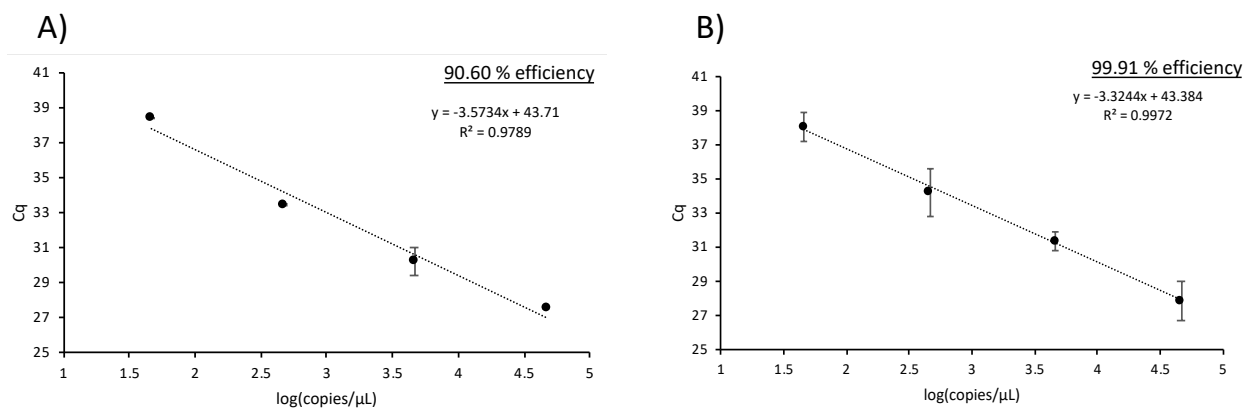 A)
90.60 % efficiency
y = -3.5734x + 43.71
R² = 0.9789
Cq
41
39
37
35
33
31
29
27
25
1 1.5 2 2.5 3 3.5 4 4.5 5
log(copies/µL)
B)
99.91 % efficiency
y = -3.3244x + 43.384
R² = 0.9972
Cq
41
39
37
35
33
31
29
27
25
1 1.5 2 2.5 3 3.5 4 4.5 5
log(copies/µL)